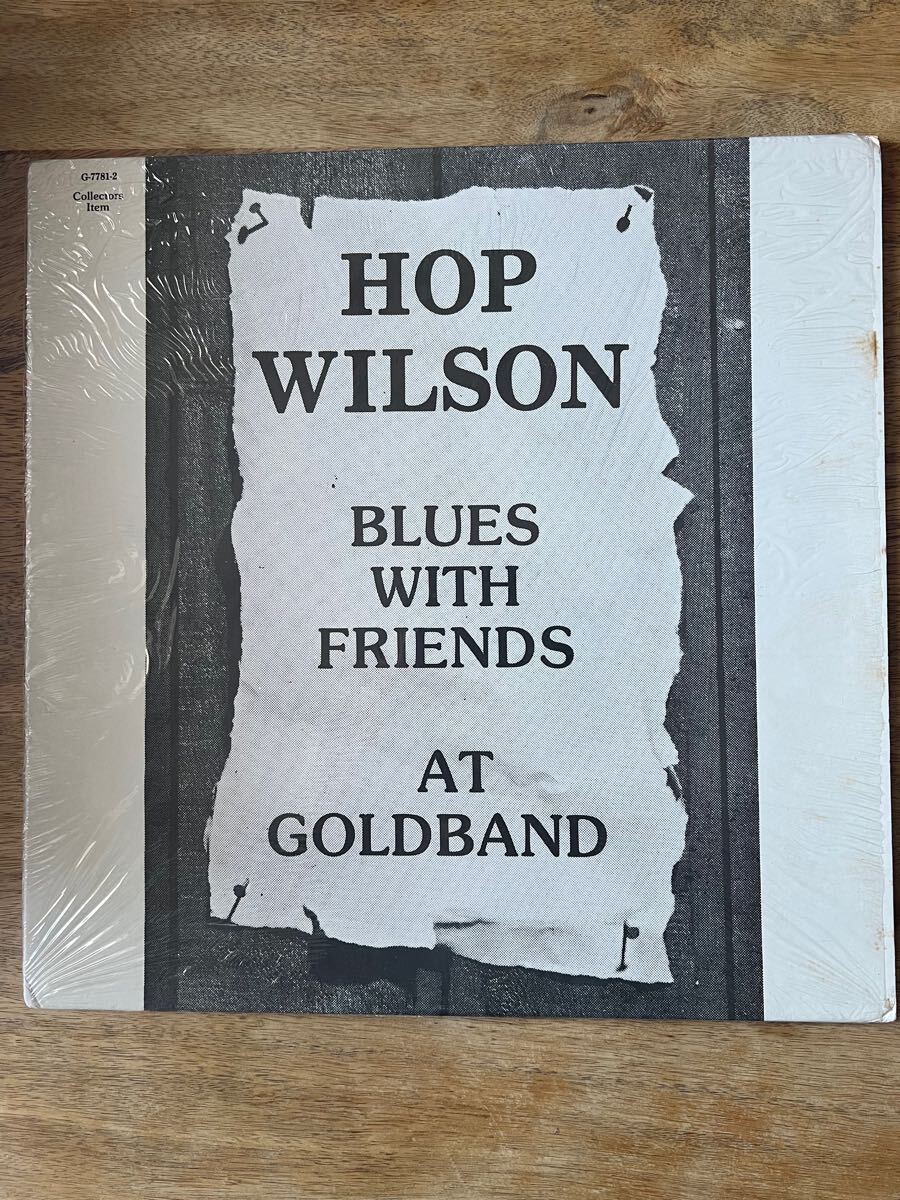 G-7781-2
Collectors
Item
HOP
WILSON
BLUES
WITH
FRIENDS
AT
GOLDBAND